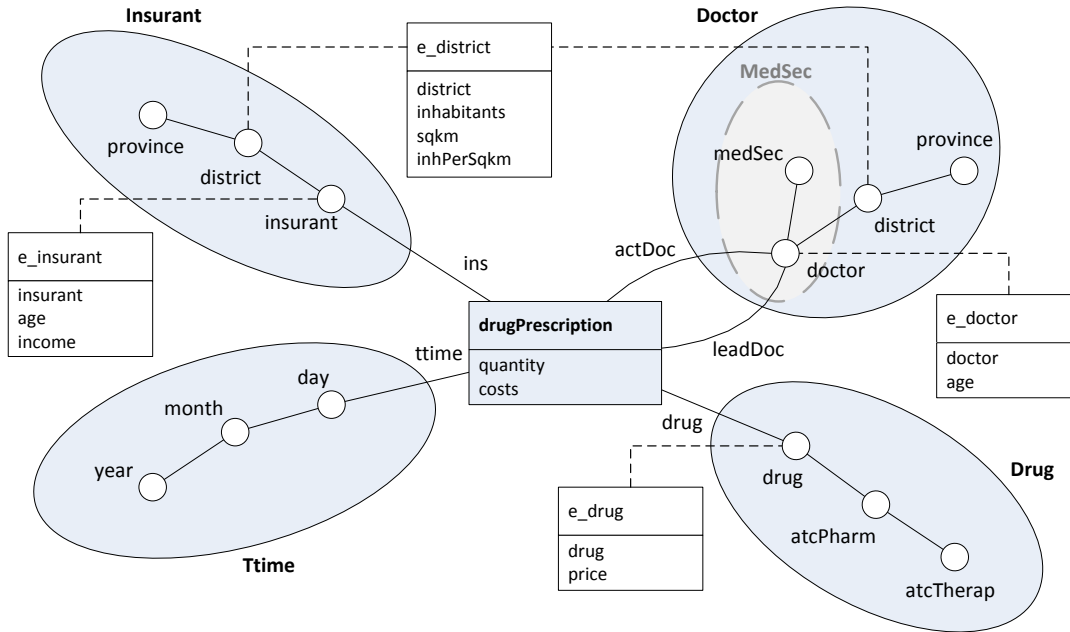 Insurant
Doctor
e_district
district
inhabitants
sqkm
inhPerSqkm
MedSec
province
district
insurant
medSec
province
district
doctor
e_insurant
insurant
age
income
ins
actDoc
drugPrescription
quantity
costs
leadDoc
e_doctor
doctor
age
ttime
day
month
year
Ttime
drug
drug
atcPharm
atcTherap
Drug
e_drug
drug
price